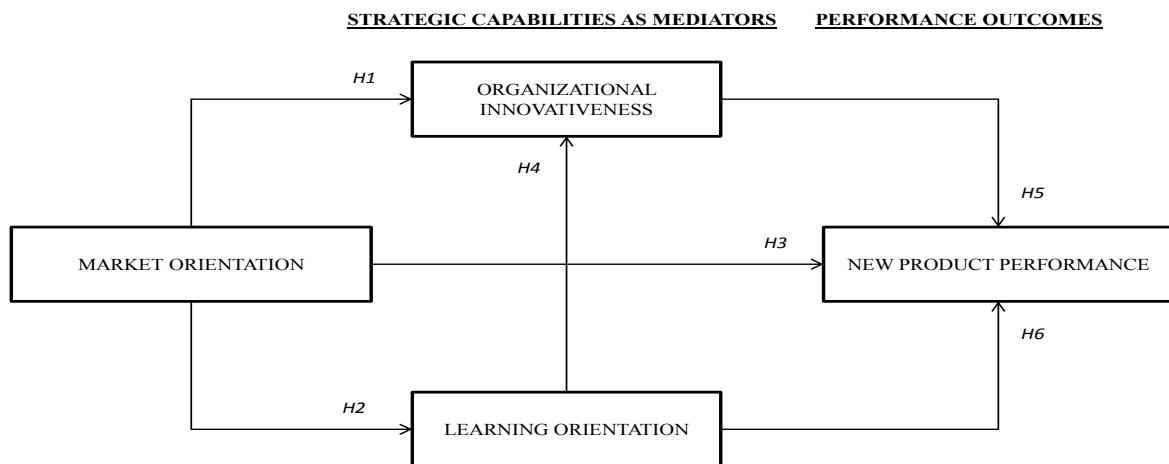 STRATEGIC CAPABILITIES AS MEDIATORS
PERFORMANCE OUTCOMES
H1
ORGANIZATIONAL
INNOVATIVENESS
H4
H5
MARKET ORIENTATION
H3
NEW PRODUCT PERFORMANCE
H6
H2
LEARNING ORIENTATION